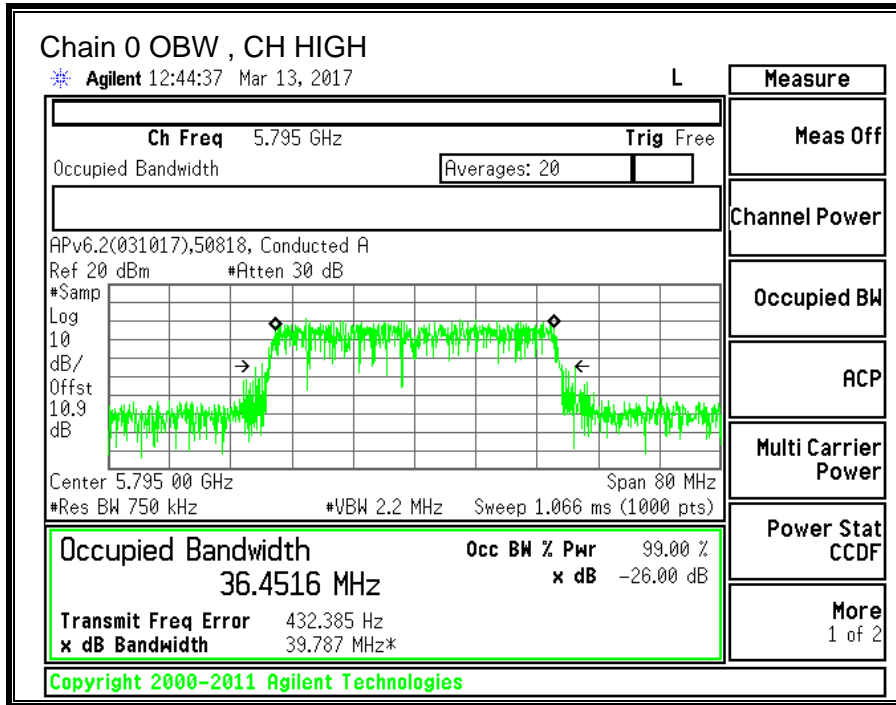 Chain 0 OBW , CH HIGH
Agilent 12:44:37 Mar 13, 2017 L
Measure
Ch Freq 5.795 GHz Trig Free
Occupied Bandwidth Averages: 20
APv6.2(031017),50818, Conducted A
Ref 20 dBm #Atten 30 dB
#Samp
Log
10
dB/
Offst
10.9
dB
Center 5.795 00 GHz Span 80 MHz
#Res BW 750 kHz #VBW 2.2 MHz Sweep 1.066 ms (1000 pts)
Occupied Bandwidth Occ BW % Pwr 99.00 %
36.4516 MHz x dB -26.00 dB
Transmit Freq Error 432.385 Hz
x dB Bandwidth 39.787 MHz*
Meas Off
Channel Power
Occupied BW
ACP
Multi Carrier
Power
Power Stat
CCDF
More
1 of 2
Copyright 2000-2011 Agilent Technologies